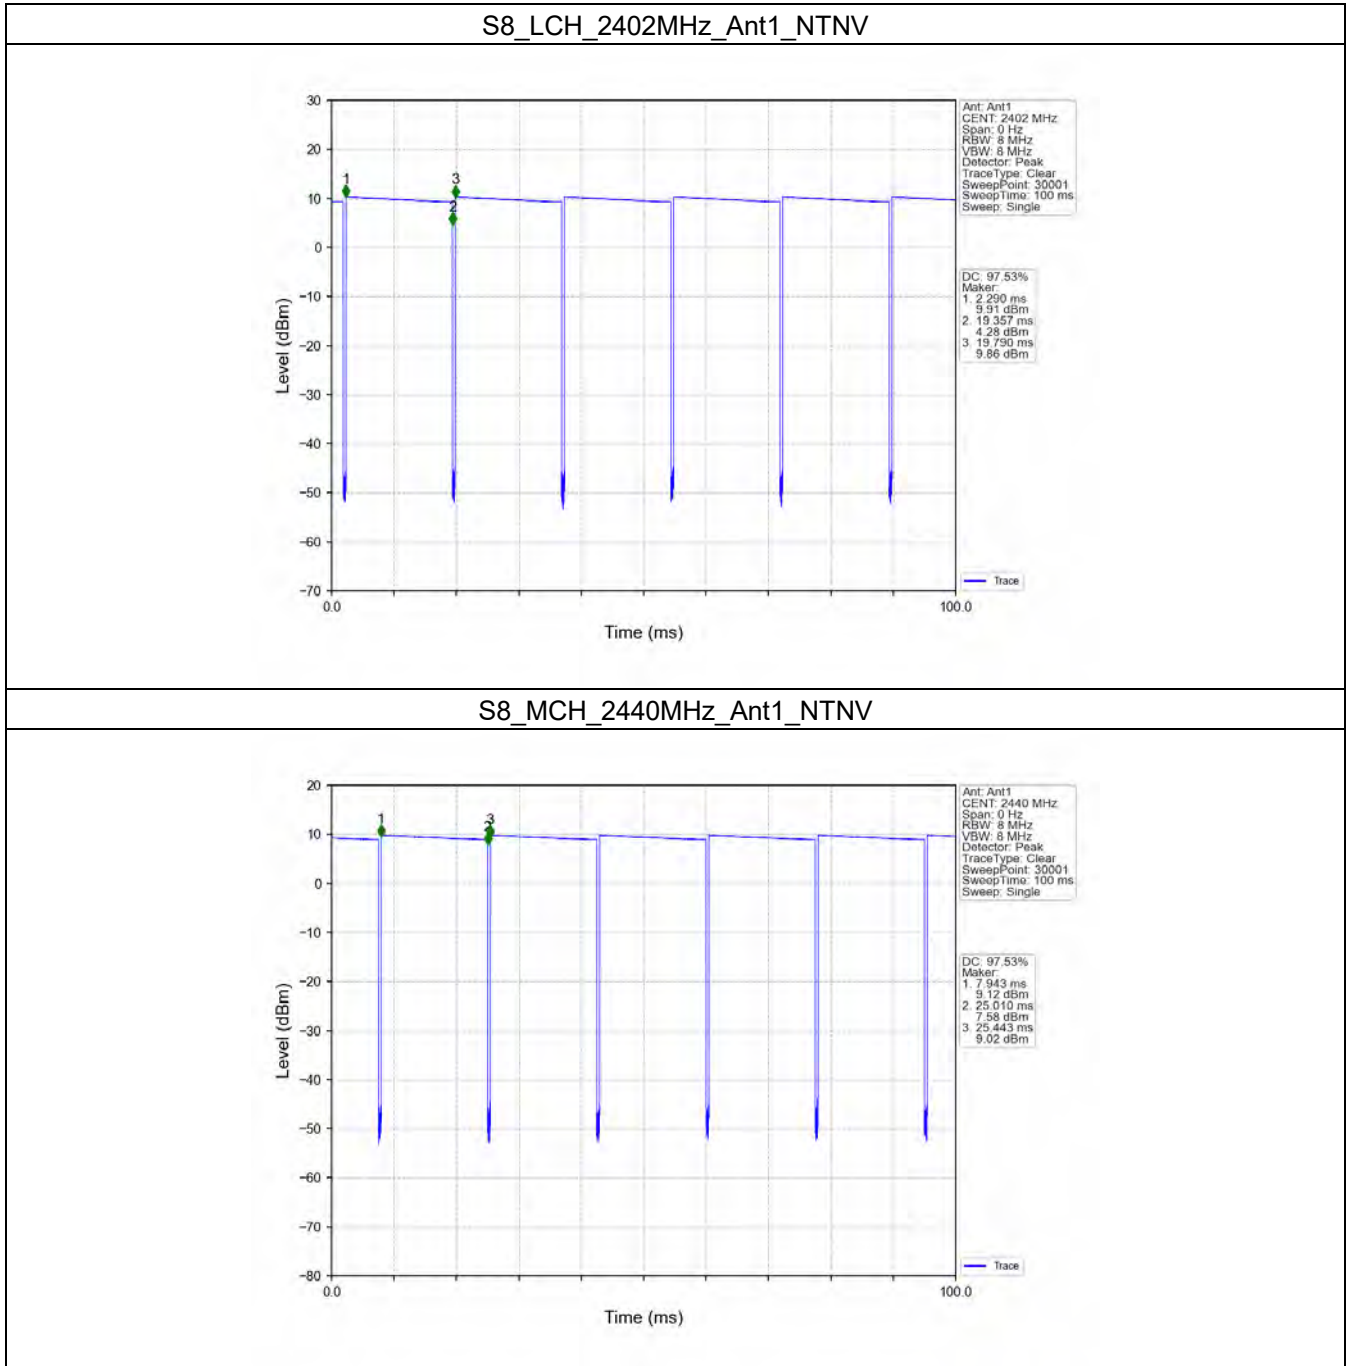 S8_LCH_2402MHz_Ant1_NTNV
30
20
10
0
−10
−20
−30
−40
−50
−60
−70
Level (dBm)
1
3
2
0.0
100.0
Time (ms)
Ant: Ant1
CENT: 2402 MHz
Span: 0 Hz
RBW: 8 MHz
VBW: 8 MHz
Detector: Peak
TraceType: Clear
SweepPoint: 30001
SweepTime: 100 ms
Sweep: Single
DC: 97.53%
Maker:
1. 2.290 ms
9.91 dBm
2. 19.357 ms
4.28 dBm
3. 19.790 ms
9.86 dBm
Trace
S8_MCH_2440MHz_Ant1_NTNV
20
10
0
−10
−20
−30
−40
−50
−60
−70
−80
Level (dBm)
1
3
2
0.0
100.0
Time (ms)
Ant: Ant1
CENT: 2440 MHz
Span: 0 Hz
RBW: 8 MHz
VBW: 8 MHz
Detector: Peak
TraceType: Clear
SweepPoint: 30001
SweepTime: 100 ms
Sweep: Single
DC: 97.53%
Maker:
1. 7.943 ms
9.12 dBm
2. 25.010 ms
7.58 dBm
3. 25.443 ms
9.02 dBm
Trace